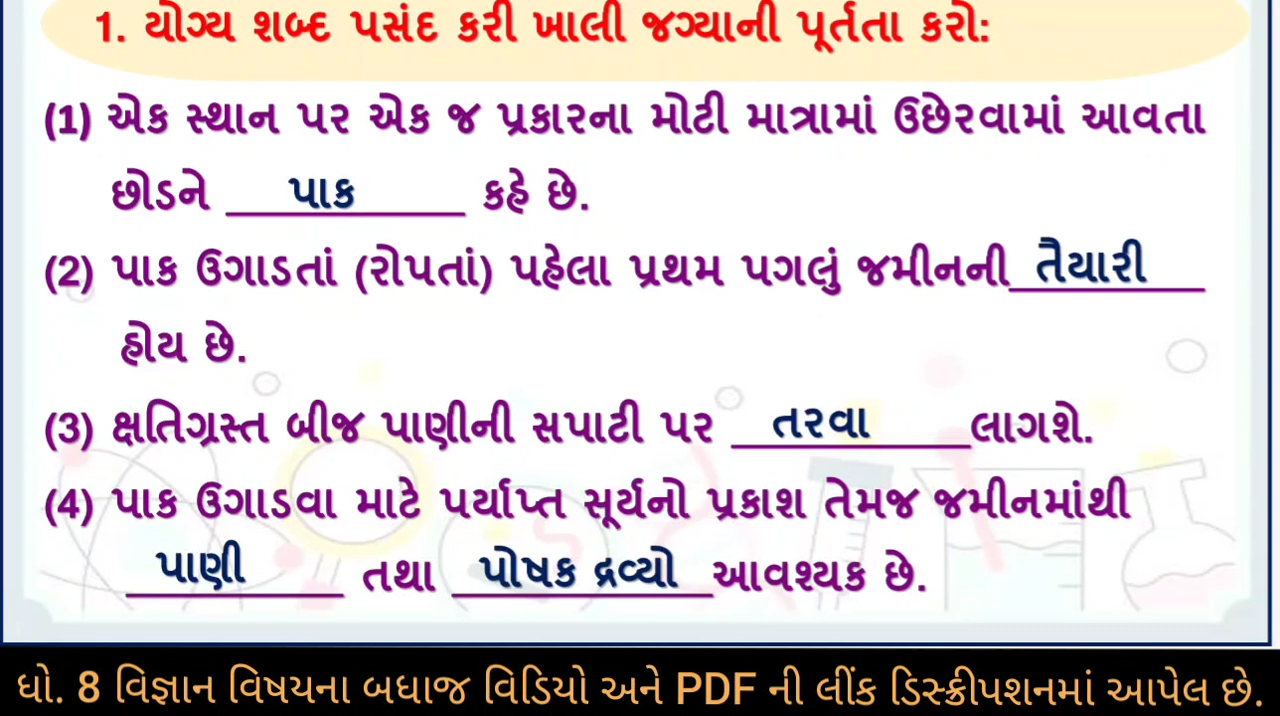 1. યોગ્ય શબ્દ પસંદ કરી ખાલી જગ્યાની પૂર્તતા કરો:
(1) એક સ્થાન પર એક જ પ્રકારના મોટી માત્રામાં ઉછેરવામાં આવતા
છોડને પાક કહે છે.
(2) પાક ઉગાડતાં (રોપતાં) પહેલા પ્રથમ પગલું જમીનની તૈયારી
હોય છે.
(3) ક્ષતિગ્રસ્ત બીજ પાણીની સપાટી પર તરવા લાગશે.
(4) પાક ઉગાડવા માટે પર્યાપ્ત સૂર્યનો પ્રકાશ તેમજ જમીનમાંથી
પાણી તથા પોષક દ્રવ્યો આવશ્યક છે.
ધો. 8 વિજ્ઞાન વિષયના બધાજ વિડિયો અને PDF ની લીંક ડિસ્ક્રીપશનમાં આપેલ છે.